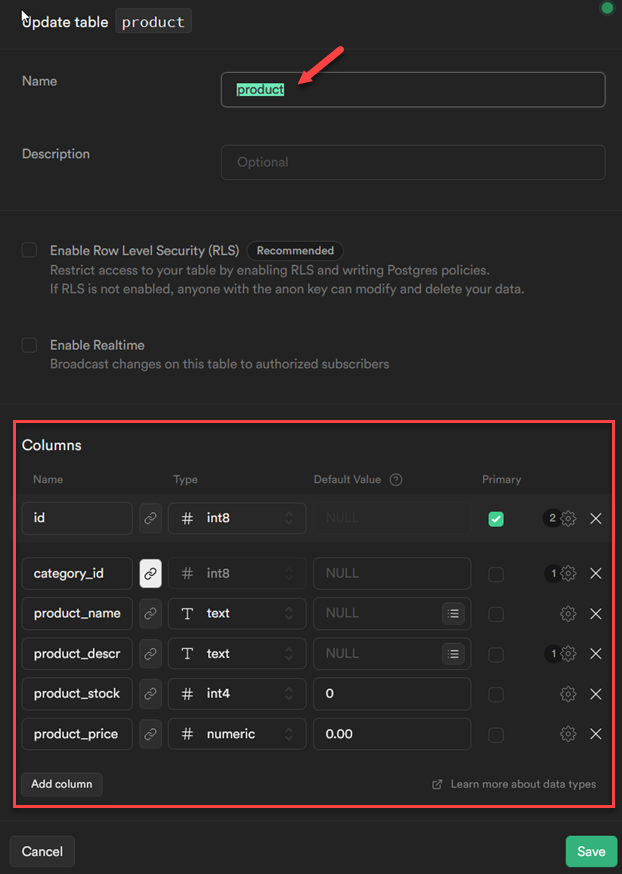 Update table product
Name
product
Description
Optional
Enable Row Level Security (RLS) Recommended
Restrict access to your table by enabling RLS and writing Postgres policies.
If RLS is not enabled, anyone with the anon key can modify and delete your data.
Enable Realtime
Broadcast changes on this table to authorized subscribers
Columns
Name Type Default Value ? Primary
id # int8 NULL 2
category_id # int8 NULL 1
product_name T text NULL
product_descr T text NULL 1
product_stock # int4 0
product_price # numeric 0.00
Add column Learn more about data types
Cancel Save